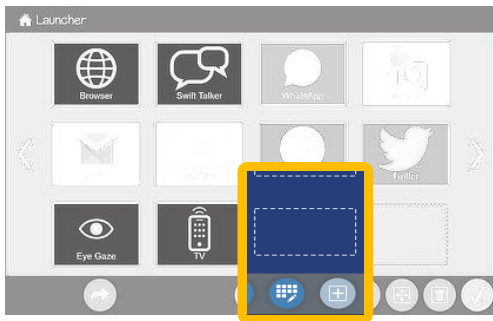 Launcher
Browser
Swift Talker
WhatsApp
Eye Gaze
TV
Twitter